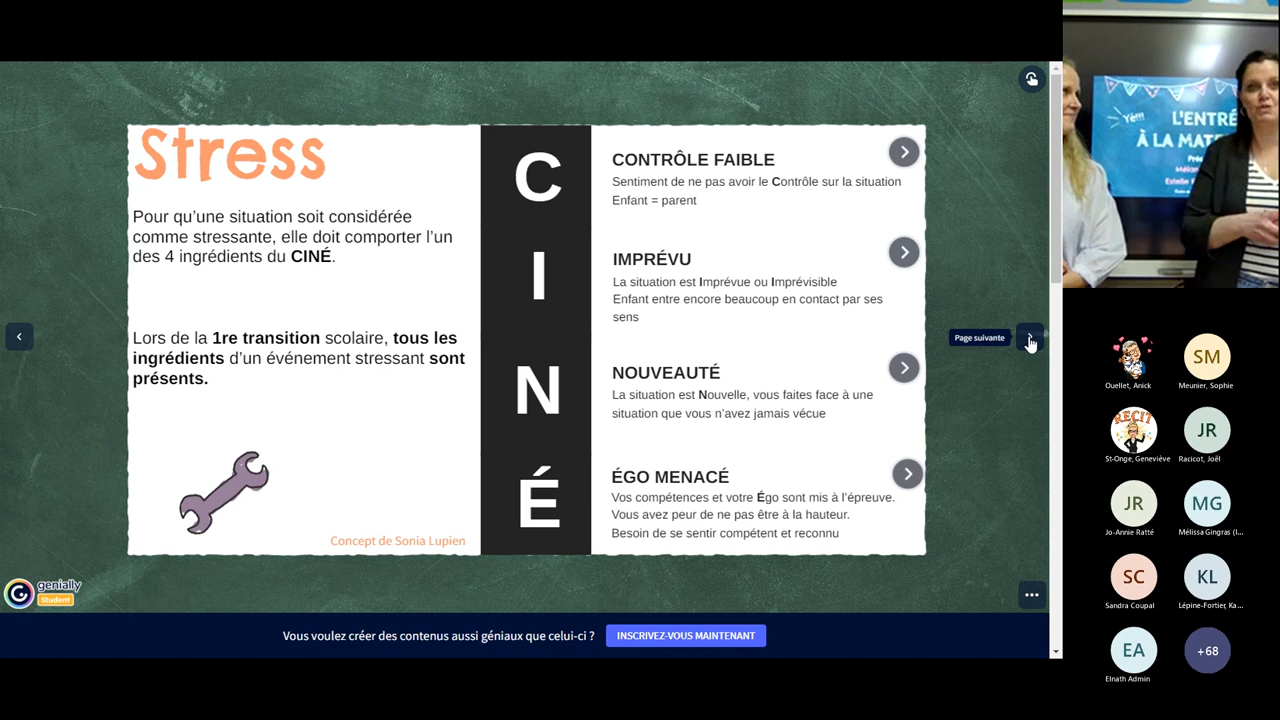 Stress
Pour qu'une situation soit considérée
comme stressante, elle doit comporter l'un
des 4 ingrédients du CINÉ.
Lors de la 1re transition scolaire, tous les
ingrédients d'un événement stressant sont
présents.
Concept de Sonia Lupien
C
I
N
É
CONTRÔLE FAIBLE
Sentiment de ne pas avoir le Contrôle sur la situation
Enfant = parent
IMPRÉVU
La situation est Imprévue ou Imprévisible
Enfant entre encore beaucoup en contact par ses
sens
NOUVEAUTÉ
La situation est Nouvelle, vous faites face à une
situation que vous n'avez jamais vécue
ÉGO MENACÉ
Vos compétences et votre Égo sont mis à l'épreuve.
Vous avez peur de ne pas être à la hauteur.
Besoin de se sentir compétent et reconnu
Page suivante
genially
Student
Vous voulez créer des contenus aussi géniaux que celui-ci ?
INSCRIVEZ-VOUS MAINTENANT
L'ENTRÉ
À LA MATE
Ouellet, Anick
SM
Meunier, Sophie
RÉCIT
St-Onge, Geneviève
JR
Racicot, Joël
JR
Jo-Annie Ratté
MG
Mélissa Gingras (I...
SC
Sandra Coupal
KL
Lépine-Fortier, Ka...
EA
Elnath Admin
+68